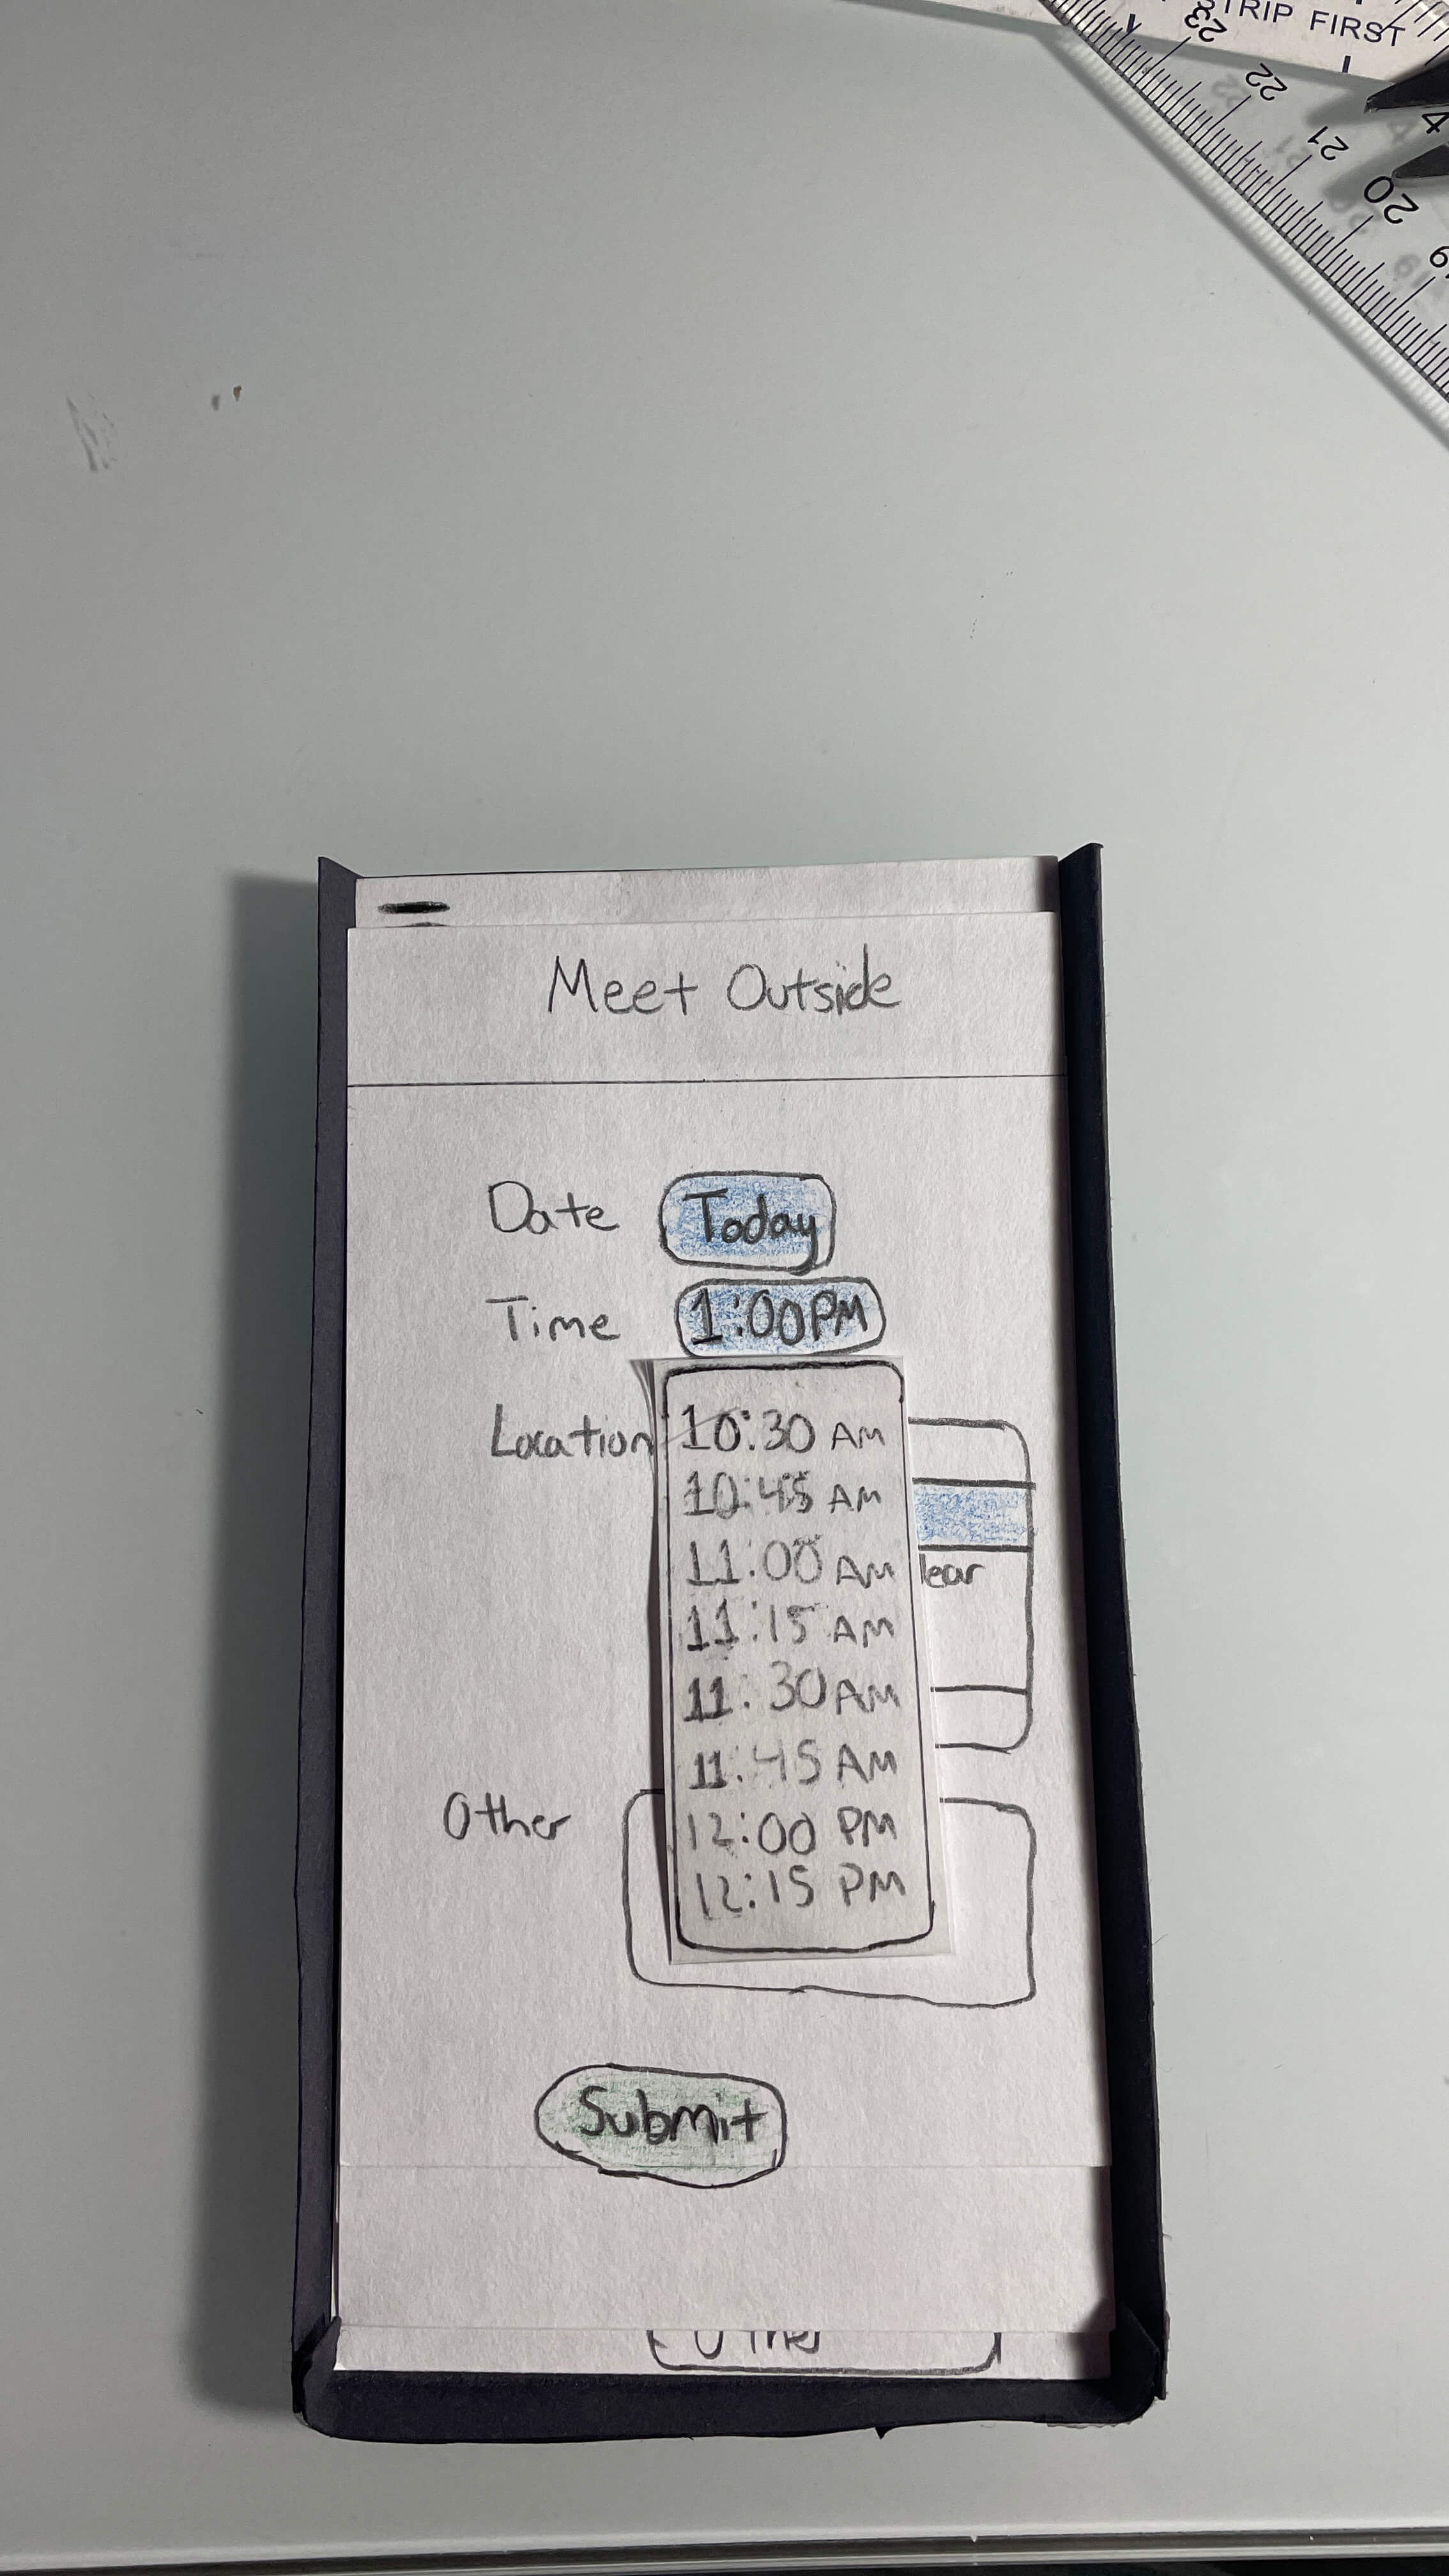 TRIP FIRST
23
22
21
20
4
Meet Outside
Date Today
Time 1:00PM
Location 10:30 AM
10:45 AM
11:00 AM
lear
11:15 AM
11:30 AM
11:45 AM
Other
12:00 PM
12:15 PM
Submit